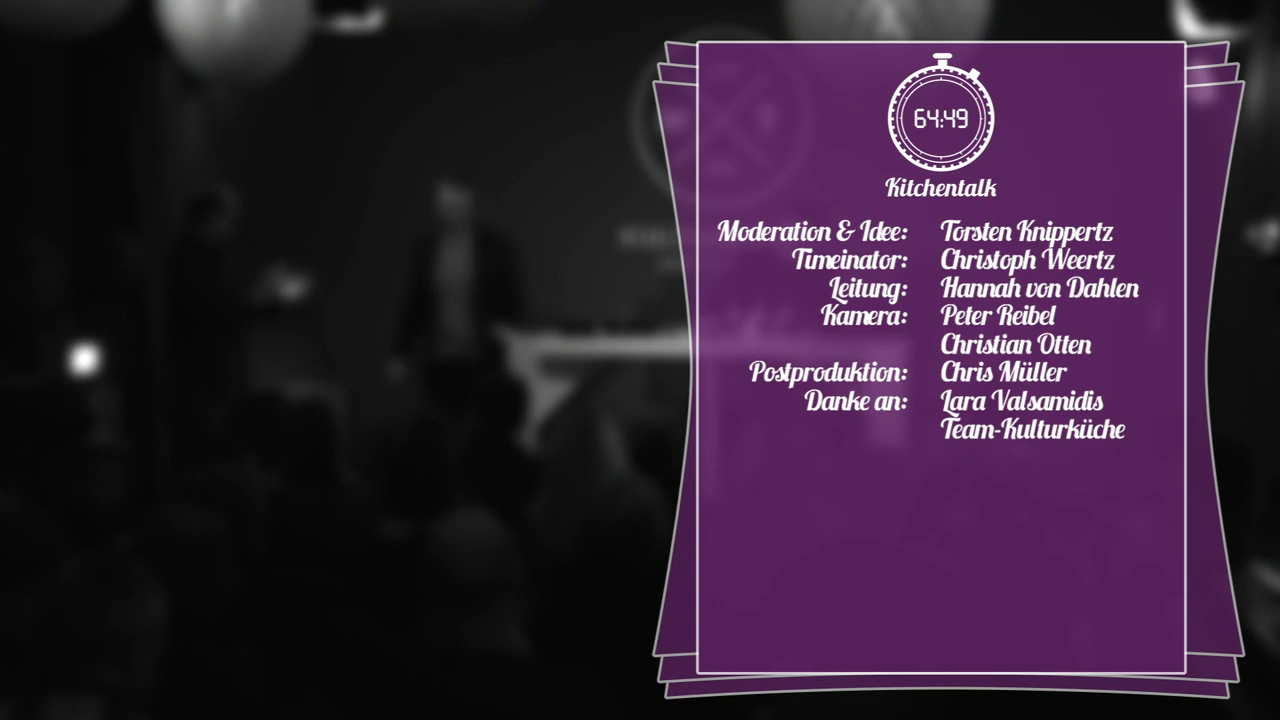 64:49
Kitchentalk
Moderation & Idee: Torsten Knippertz
Timeinator: Christoph Weertz
Leitung: Hannah von Dahlen
Kamera: Peter Reibel
Christian Otten
Postproduktion: Chris Müller
Danke an: Lara Valsamidis
Team-Kulturküche